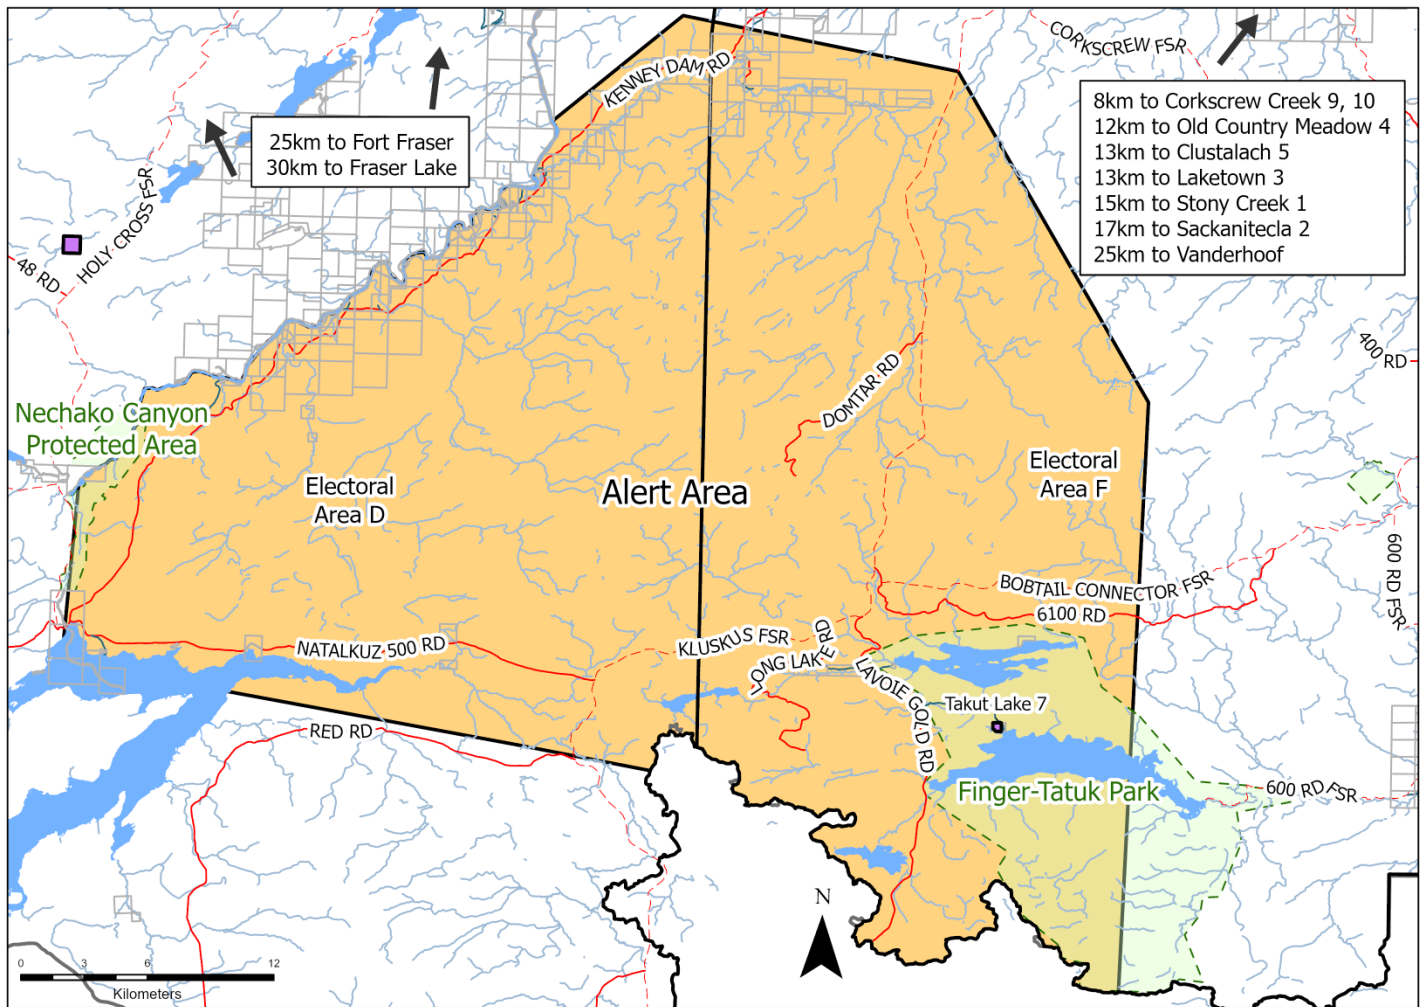 CORKSCREW FSR
KENNEY DAM RD
8km to Corkscrew Creek 9, 10
12km to Old Country Meadow 4
13km to Clustalach 5
13km to Laketown 3
15km to Stony Creek 1
17km to Sackanitecla 2
25km to Vanderhoof
25km to Fort Fraser
30km to Fraser Lake
HOLY CROSS FSR
48 RD
400 RD
DOMTAR RD
Nechako Canyon
Protected Area
Electoral
Area D
Alert Area
Electoral
Area F
600 RD FSR
BOBTAIL CONNECTOR FSR
6100 RD
NATALKUZ 500 RD
KLUSKUS FSR
LONG LAKE RD
LAVOIE GOLD RD
Takut Lake 7
RED RD
Finger-Tatuk Park
600 RD FSR
N
0 3 6 12
Kilometers